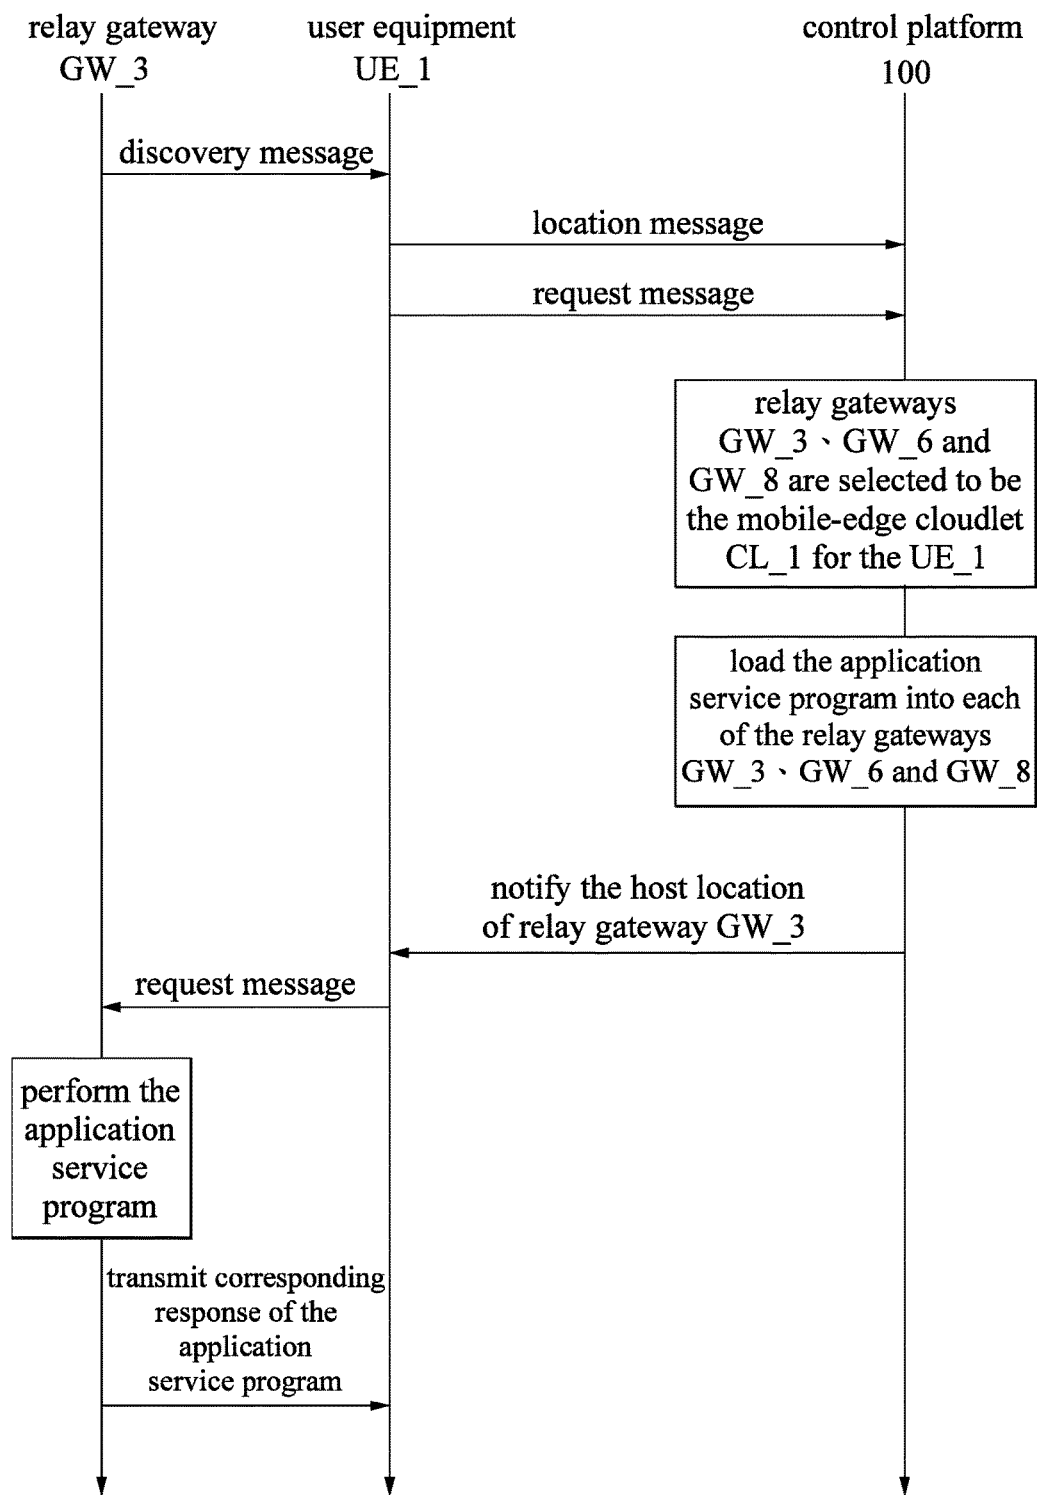 relay gateway
GW_3
user equipment
UE_1
control platform
100
discovery message
location message
request message
relay gateways
GW_3、GW_6 and
GW_8 are selected to be
the mobile-edge cloudlet
CL_1 for the UE_1
load the application
service program into each
of the relay gateways
GW_3、GW_6 and GW_8
notify the host location
of relay gateway GW_3
request message
perform the
application
service
program
transmit corresponding
response of the
application
service program